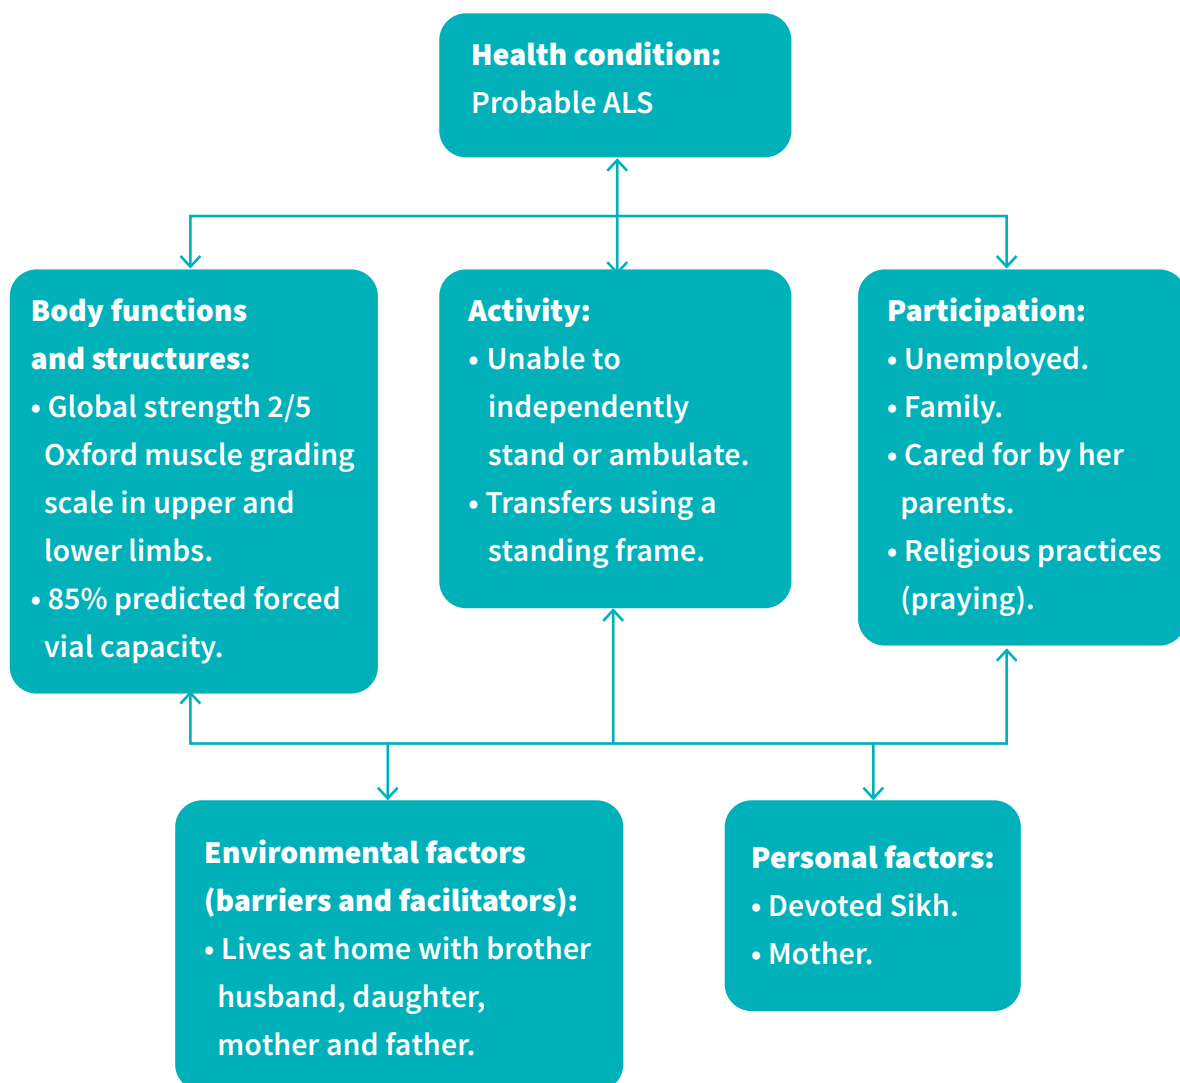 Health condition:
Probable ALS
Body functions
and structures:
• Global strength 2/5
Oxford muscle grading
scale in upper and
lower limbs.
• 85% predicted forced
vial capacity.
Activity:
• Unable to
independently
stand or ambulate.
• Transfers using a
standing frame.
Participation:
• Unemployed.
• Family.
• Cared for by her
parents.
• Religious practices
(praying).
Environmental factors
(barriers and facilitators):
• Lives at home with brother
husband, daughter,
mother and father.
Personal factors:
• Devoted Sikh.
• Mother.